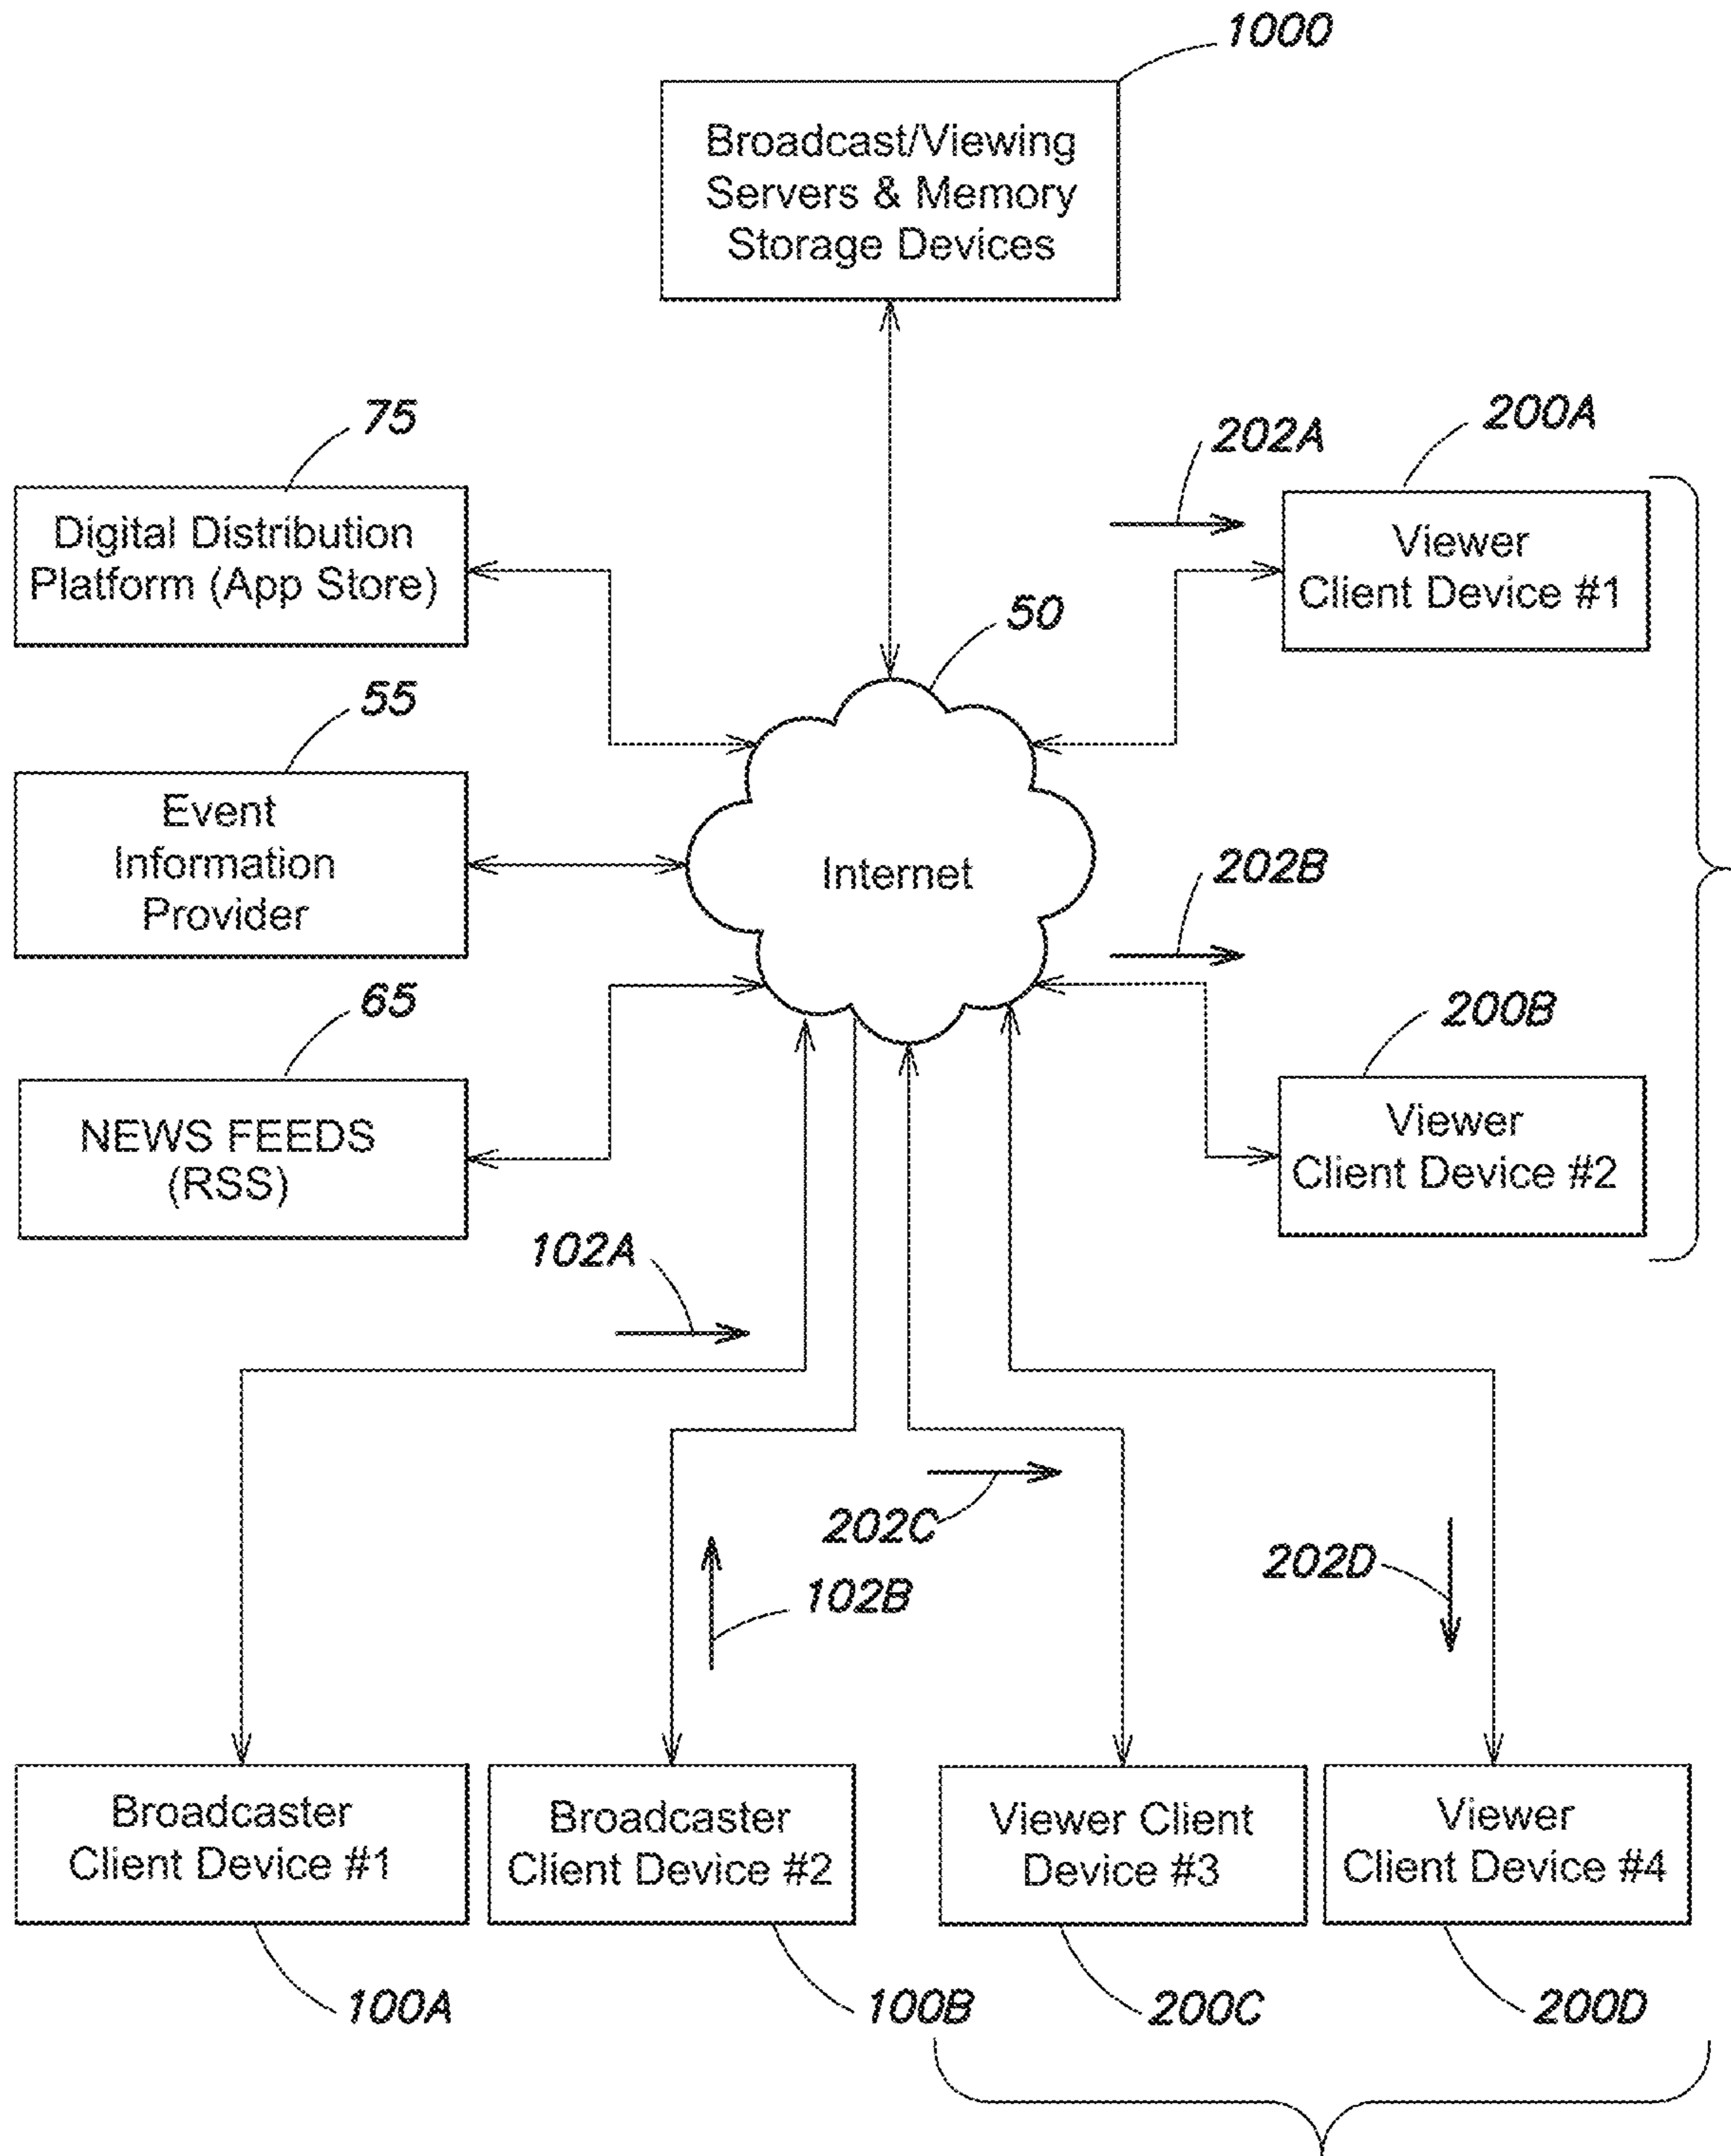 1000
Broadcast/Viewing
Servers & Memory
Storage Devices
75
Digital Distribution
Platform (App Store)
202A
200A
Viewer
Client Device #1
50
55
Event
Information
Provider
Internet
202B
65
NEWS FEEDS
(RSS)
200B
Viewer
Client Device #2
102A
202C
102B
202D
Broadcaster
Client Device #1
Broadcaster
Client Device #2
Viewer Client
Device #3
Viewer
Client Device #4
100A
100B
200C
200D